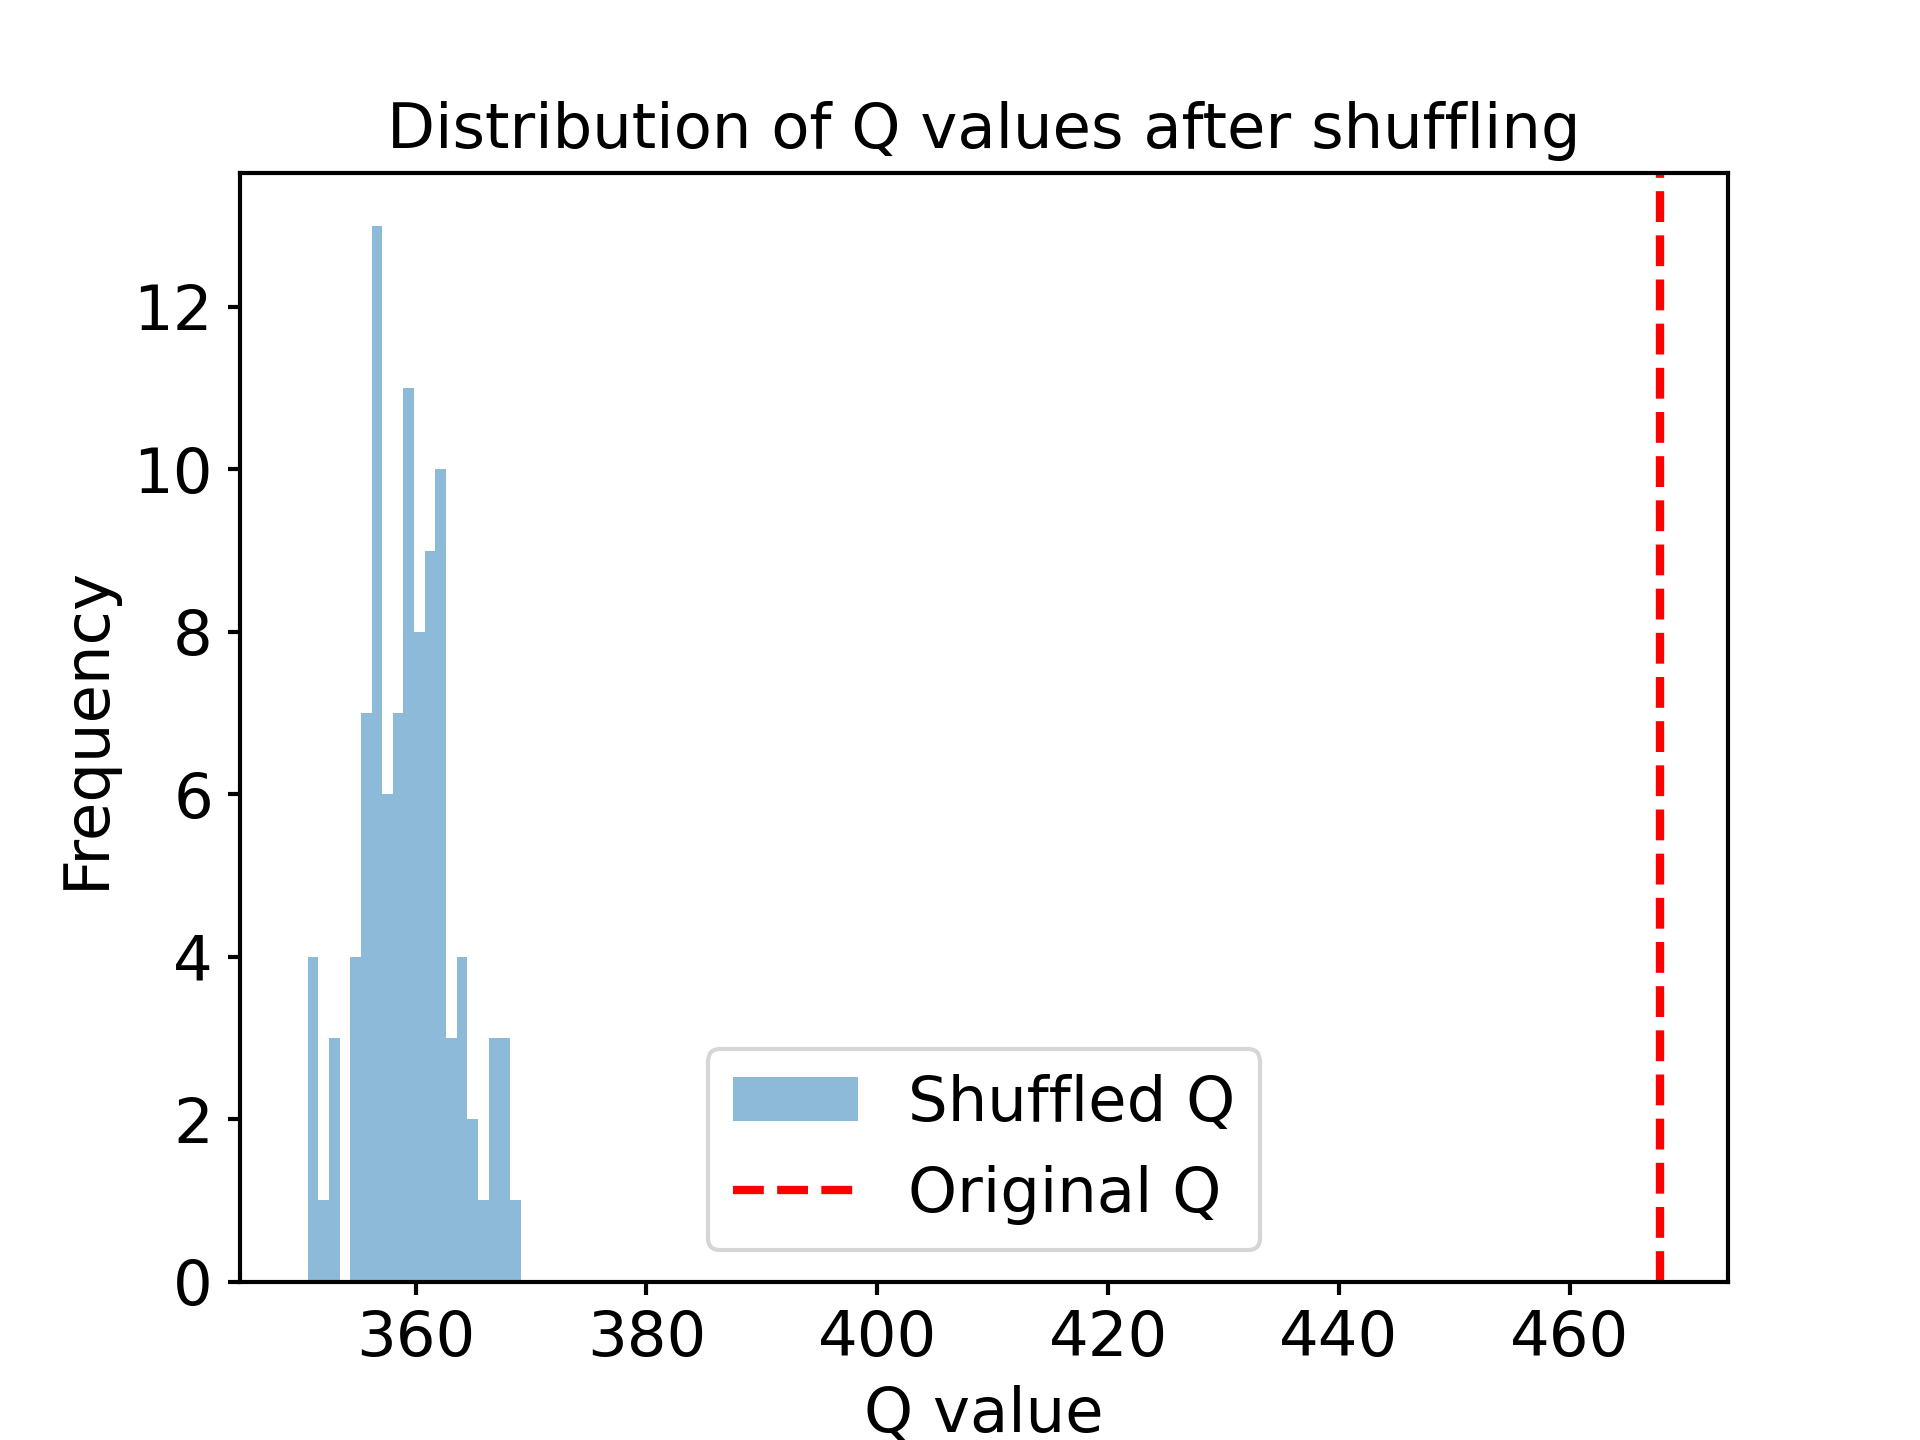 Distribution of Q values after shuffling
12
10
8
6
4
2
0
Frequency
360 380 400 420 440 460
Q value
Shuffled Q
Original Q